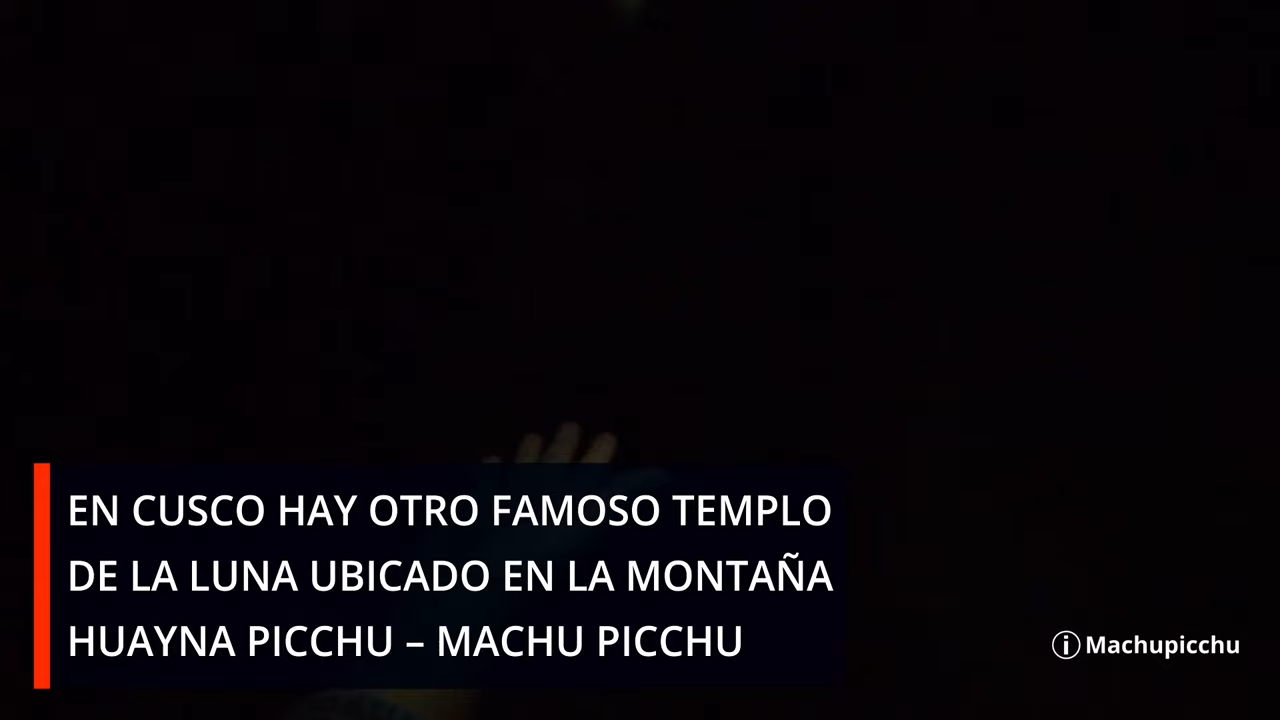 EN CUSCO HAY OTRO FAMOSO TEMPLO
DE LA LUNA UBICADO EN LA MONTAÑA
HUAYNA PICCHU – MACHU PICCHU
Machupicchu